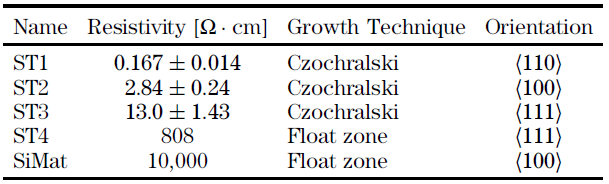 Name Resistivity [Ω · cm] Growth Technique Orientation
ST1 0.167 ± 0.014 Czochralski ⟨110⟩
ST2 2.84 ± 0.24 Czochralski ⟨100⟩
ST3 13.0 ± 1.43 Czochralski ⟨111⟩
ST4 808 Float zone ⟨111⟩
SiMat 10,000 Float zone ⟨100⟩